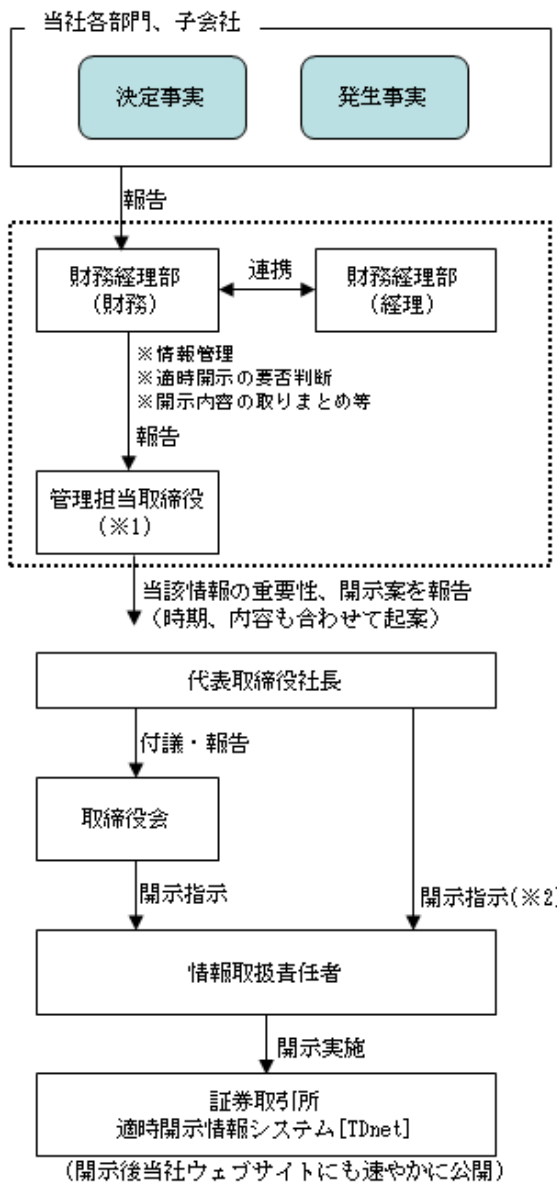 当社各部門、子会社
決定事実
発生事実
報告
財務経理部
(財務)
連携
財務経理部
(経理)
※情報管理
※適時開示の要否判断
※開示内容の取りまとめ等
報告
管理担当取締役
(※1)
当該情報の重要性、開示案を報告
(時期、内容も合わせて起案)
代表取締役社長
付議・報告
取締役会
開示指示
開示指示(※2)
情報取扱責任者
開示実施
証券取引所
適時開示情報システム[TDnet]
(開示後当社ウェブサイトにも速やかに公開)